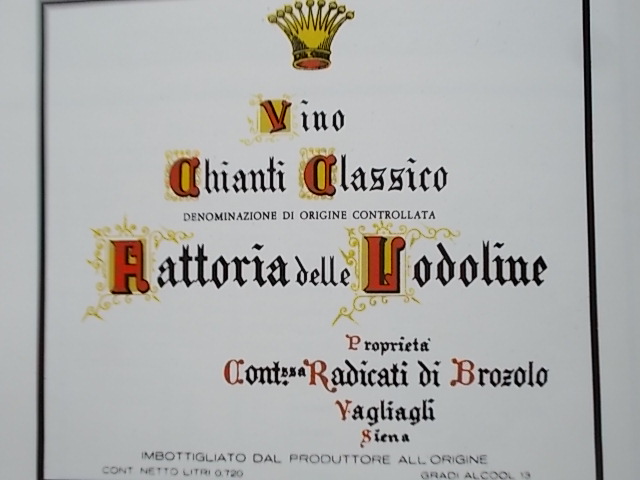 Vino
Chianti Classico
DENOMINAZIONE DI ORIGINE CONTROLLATA
Fattoria delle Lodoline
Proprietà
Cont.ssa Radicati di Brozolo
Vagliagli
Siena
IMBOTTIGLIATO DAL PRODUTTORE ALL ORIGINE
CONT. NETTO LITRI 0,720 GRADI ALCOOL 13